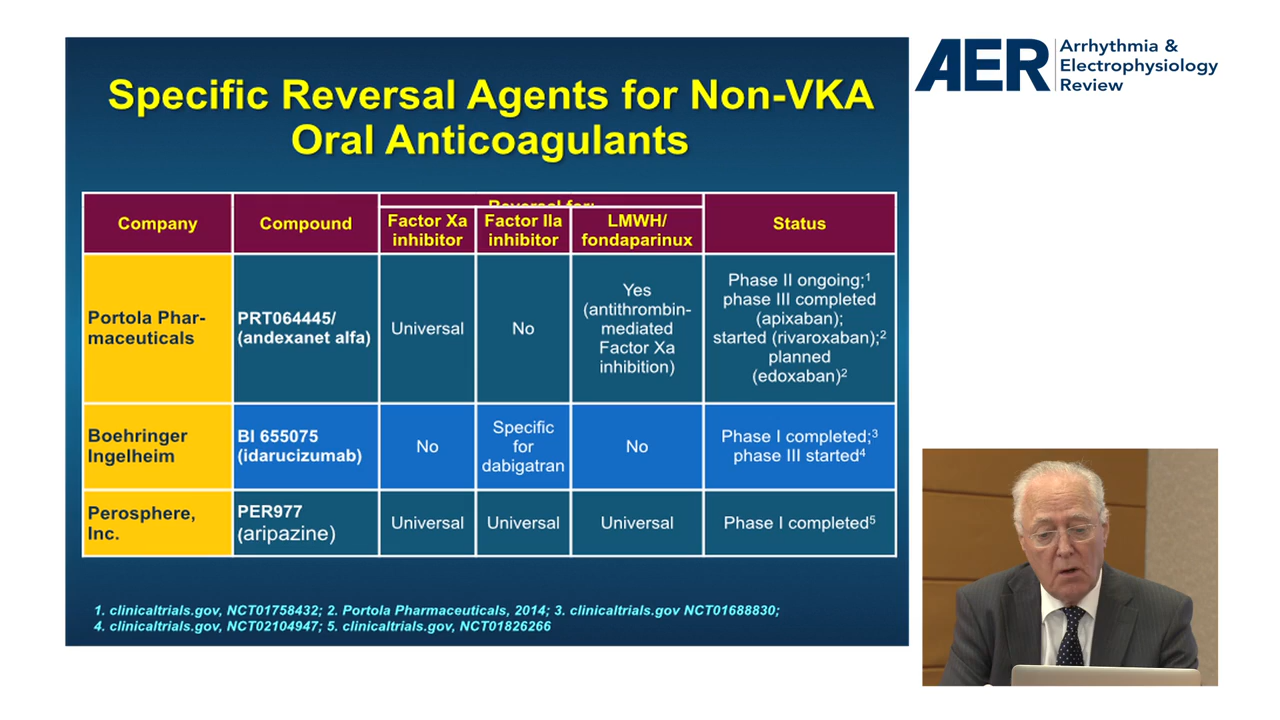 AER
Arrhythmia &
Electrophysiology
Review
Specific Reversal Agents for Non-VKA
Oral Anticoagulants
Reversal for:
Company
Compound
Factor Xa
inhibitor
Factor IIa
inhibitor
LMWH/
fondaparinux
Status
Portola Phar-
maceuticals
PRT064445/
(andexanet alfa)
Universal
No
Yes
(antithrombin-
mediated
Factor Xa
inhibition)
Phase II ongoing;1
phase III completed
(apixaban);
started (rivaroxaban);2
planned
(edoxaban)2
Boehringer
Ingelheim
BI 655075
(idarucizumab)
No
Specific
for
dabigatran
No
Phase I completed;3
phase III started4
Perosphere,
Inc.
PER977
(aripazine)
Universal
Universal
Universal
Phase I completed5
1. clinicaltrials.gov, NCT01758432; 2. Portola Pharmaceuticals, 2014; 3. clinicaltrials.gov NCT01688830;
4. clinicaltrials.gov, NCT02104947; 5. clinicaltrials.gov, NCT01826266